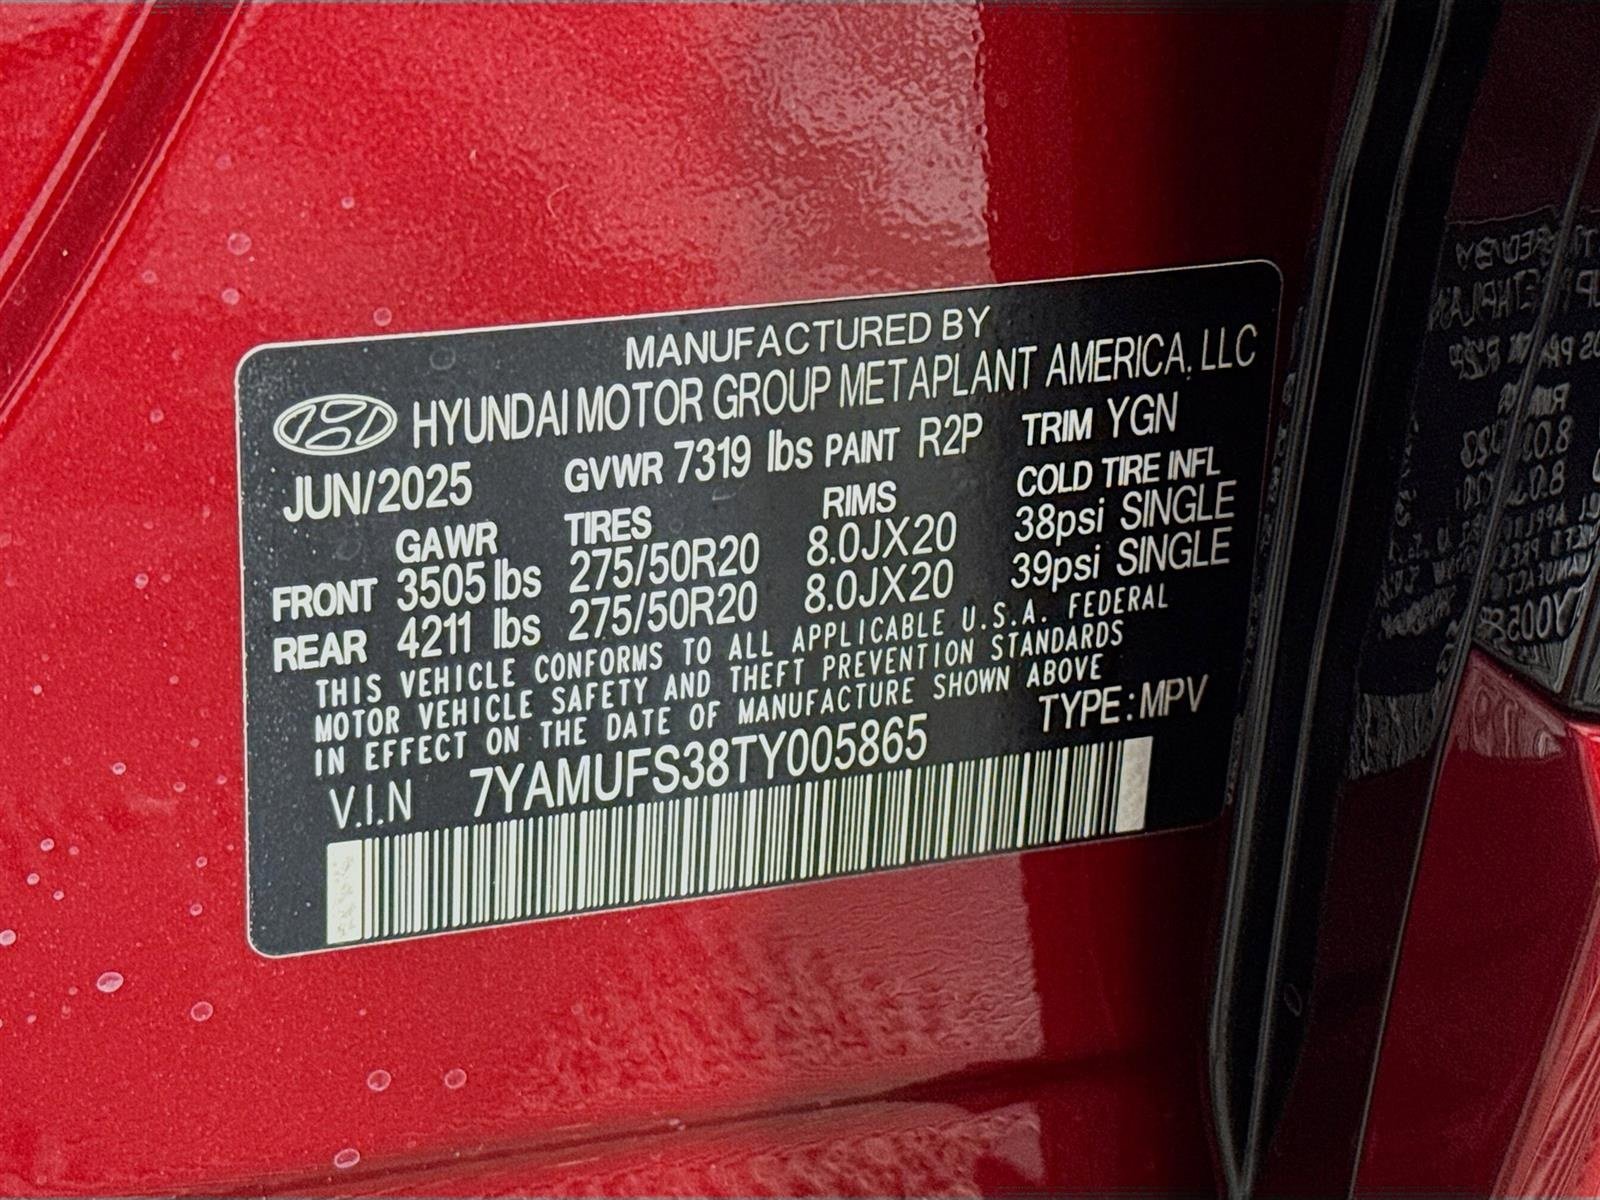 MANUFACTURED BY
HYUNDAI MOTOR GROUP METAPLANT AMERICA, LLC
JUN/2025 GVWR 7319 lbs PAINT R2P TRIM YGN
GAWR TIRES RIMS COLD TIRE INFL
FRONT 3505 lbs 275/50R20 8.0JX20 38psi SINGLE
REAR 4211 lbs 275/50R20 8.0JX20 39psi SINGLE
THIS VEHICLE CONFORMS TO ALL APPLICABLE U.S.A. FEDERAL
MOTOR VEHICLE SAFETY AND THEFT PREVENTION STANDARDS
IN EFFECT ON THE DATE OF MANUFACTURE SHOWN ABOVE
V.I.N 7YAMUFS38TY005865 TYPE:MPV